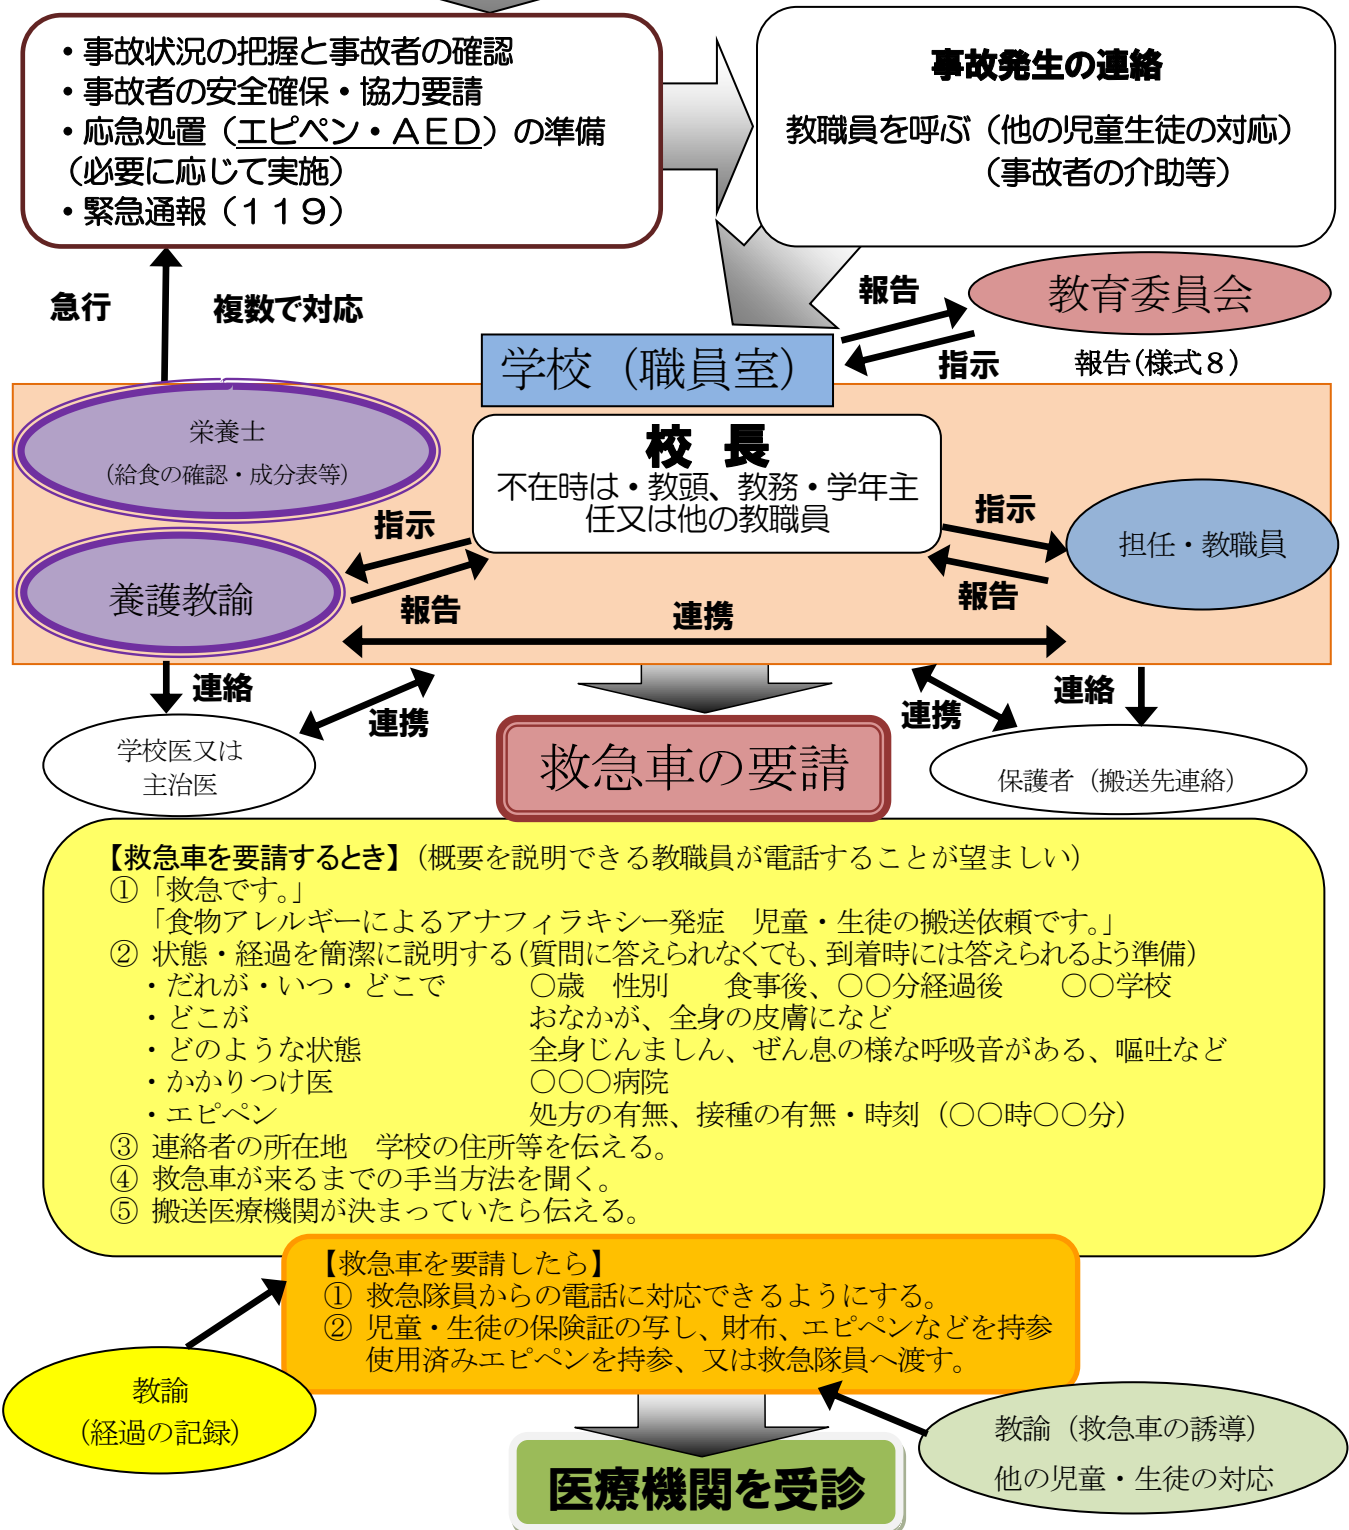 ・事故状況の把握と事故者の確認
・事故者の安全確保・協力要請
・応急処置（エピペン・ＡＥＤ）の準備
（必要に応じて実施）
・緊急通報（１１９）
事故発生の連絡
教職員を呼ぶ（他の児童生徒の対応）
（事故者の介助等）
急行
複数で対応
報告
教育委員会
指示
報告(様式８)
学校（職員室）
栄養士
（給食の確認・成分表等）
校 長
不在時は・教頭、教務・学年主
任又は他の教職員
指示
報告
養護教諭
指示
報告
担任・教職員
連携
連絡
連携
学校医又は
主治医
救急車の要請
連携
連絡
保護者（搬送先連絡）
【救急車を要請するとき】（概要を説明できる教職員が電話することが望ましい）
①「救急です。」
「食物アレルギーによるアナフィラキシー発症　児童・生徒の搬送依頼です。」
② 状態・経過を簡潔に説明する（質問に答えられなくても、到着時には答えられるよう準備）
・だれが・いつ・どこで　　　○歳　性別　　食事後、○○分経過後　　○○学校
・どこが　　　おなかが、全身の皮膚になど
・どのような状態　　　全身じんましん、ぜん息の様な呼吸音がある、嘔吐など
・かかりつけ医　　　○○○病院
・エピペン　　　処方の有無、接種の有無・時刻（○○時○○分）
③ 連絡者の所在地　学校の住所等を伝える。
④ 救急車が来るまでの手当方法を聞く。
⑤ 搬送医療機関が決まっていたら伝える。
【救急車を要請したら】
① 救急隊員からの電話に対応できるようにする。
② 児童・生徒の保険証の写し、財布、エピペンなどを持参
使用済みエピペンを持参、又は救急隊員へ渡す。
教諭
（経過の記録）
教諭（救急車の誘導）
他の児童・生徒の対応
医療機関を受診